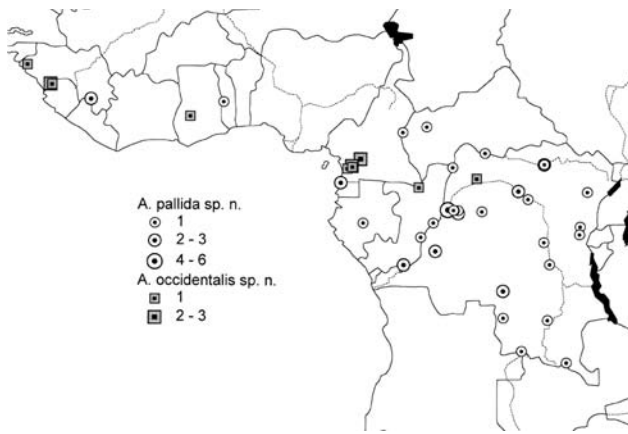 A. pallida sp. n.
1
2 - 3
4 - 6
A. occidentalis sp. n.
1
2 - 3